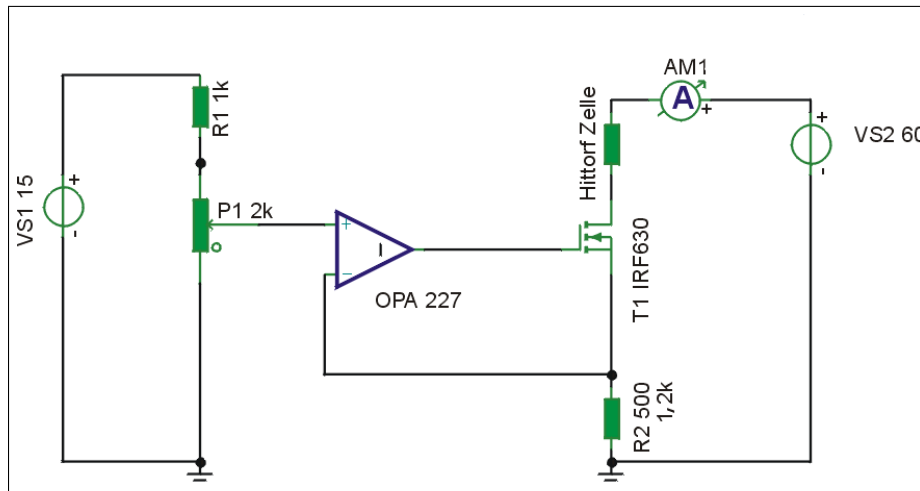 AM1
A
+
R1 1k
Hittorf Zelle
+
VS2 60
-
VS1 15
+
-
P1 2k
+
-
OPA 227
T1 IRF630
R2 500
1,2k